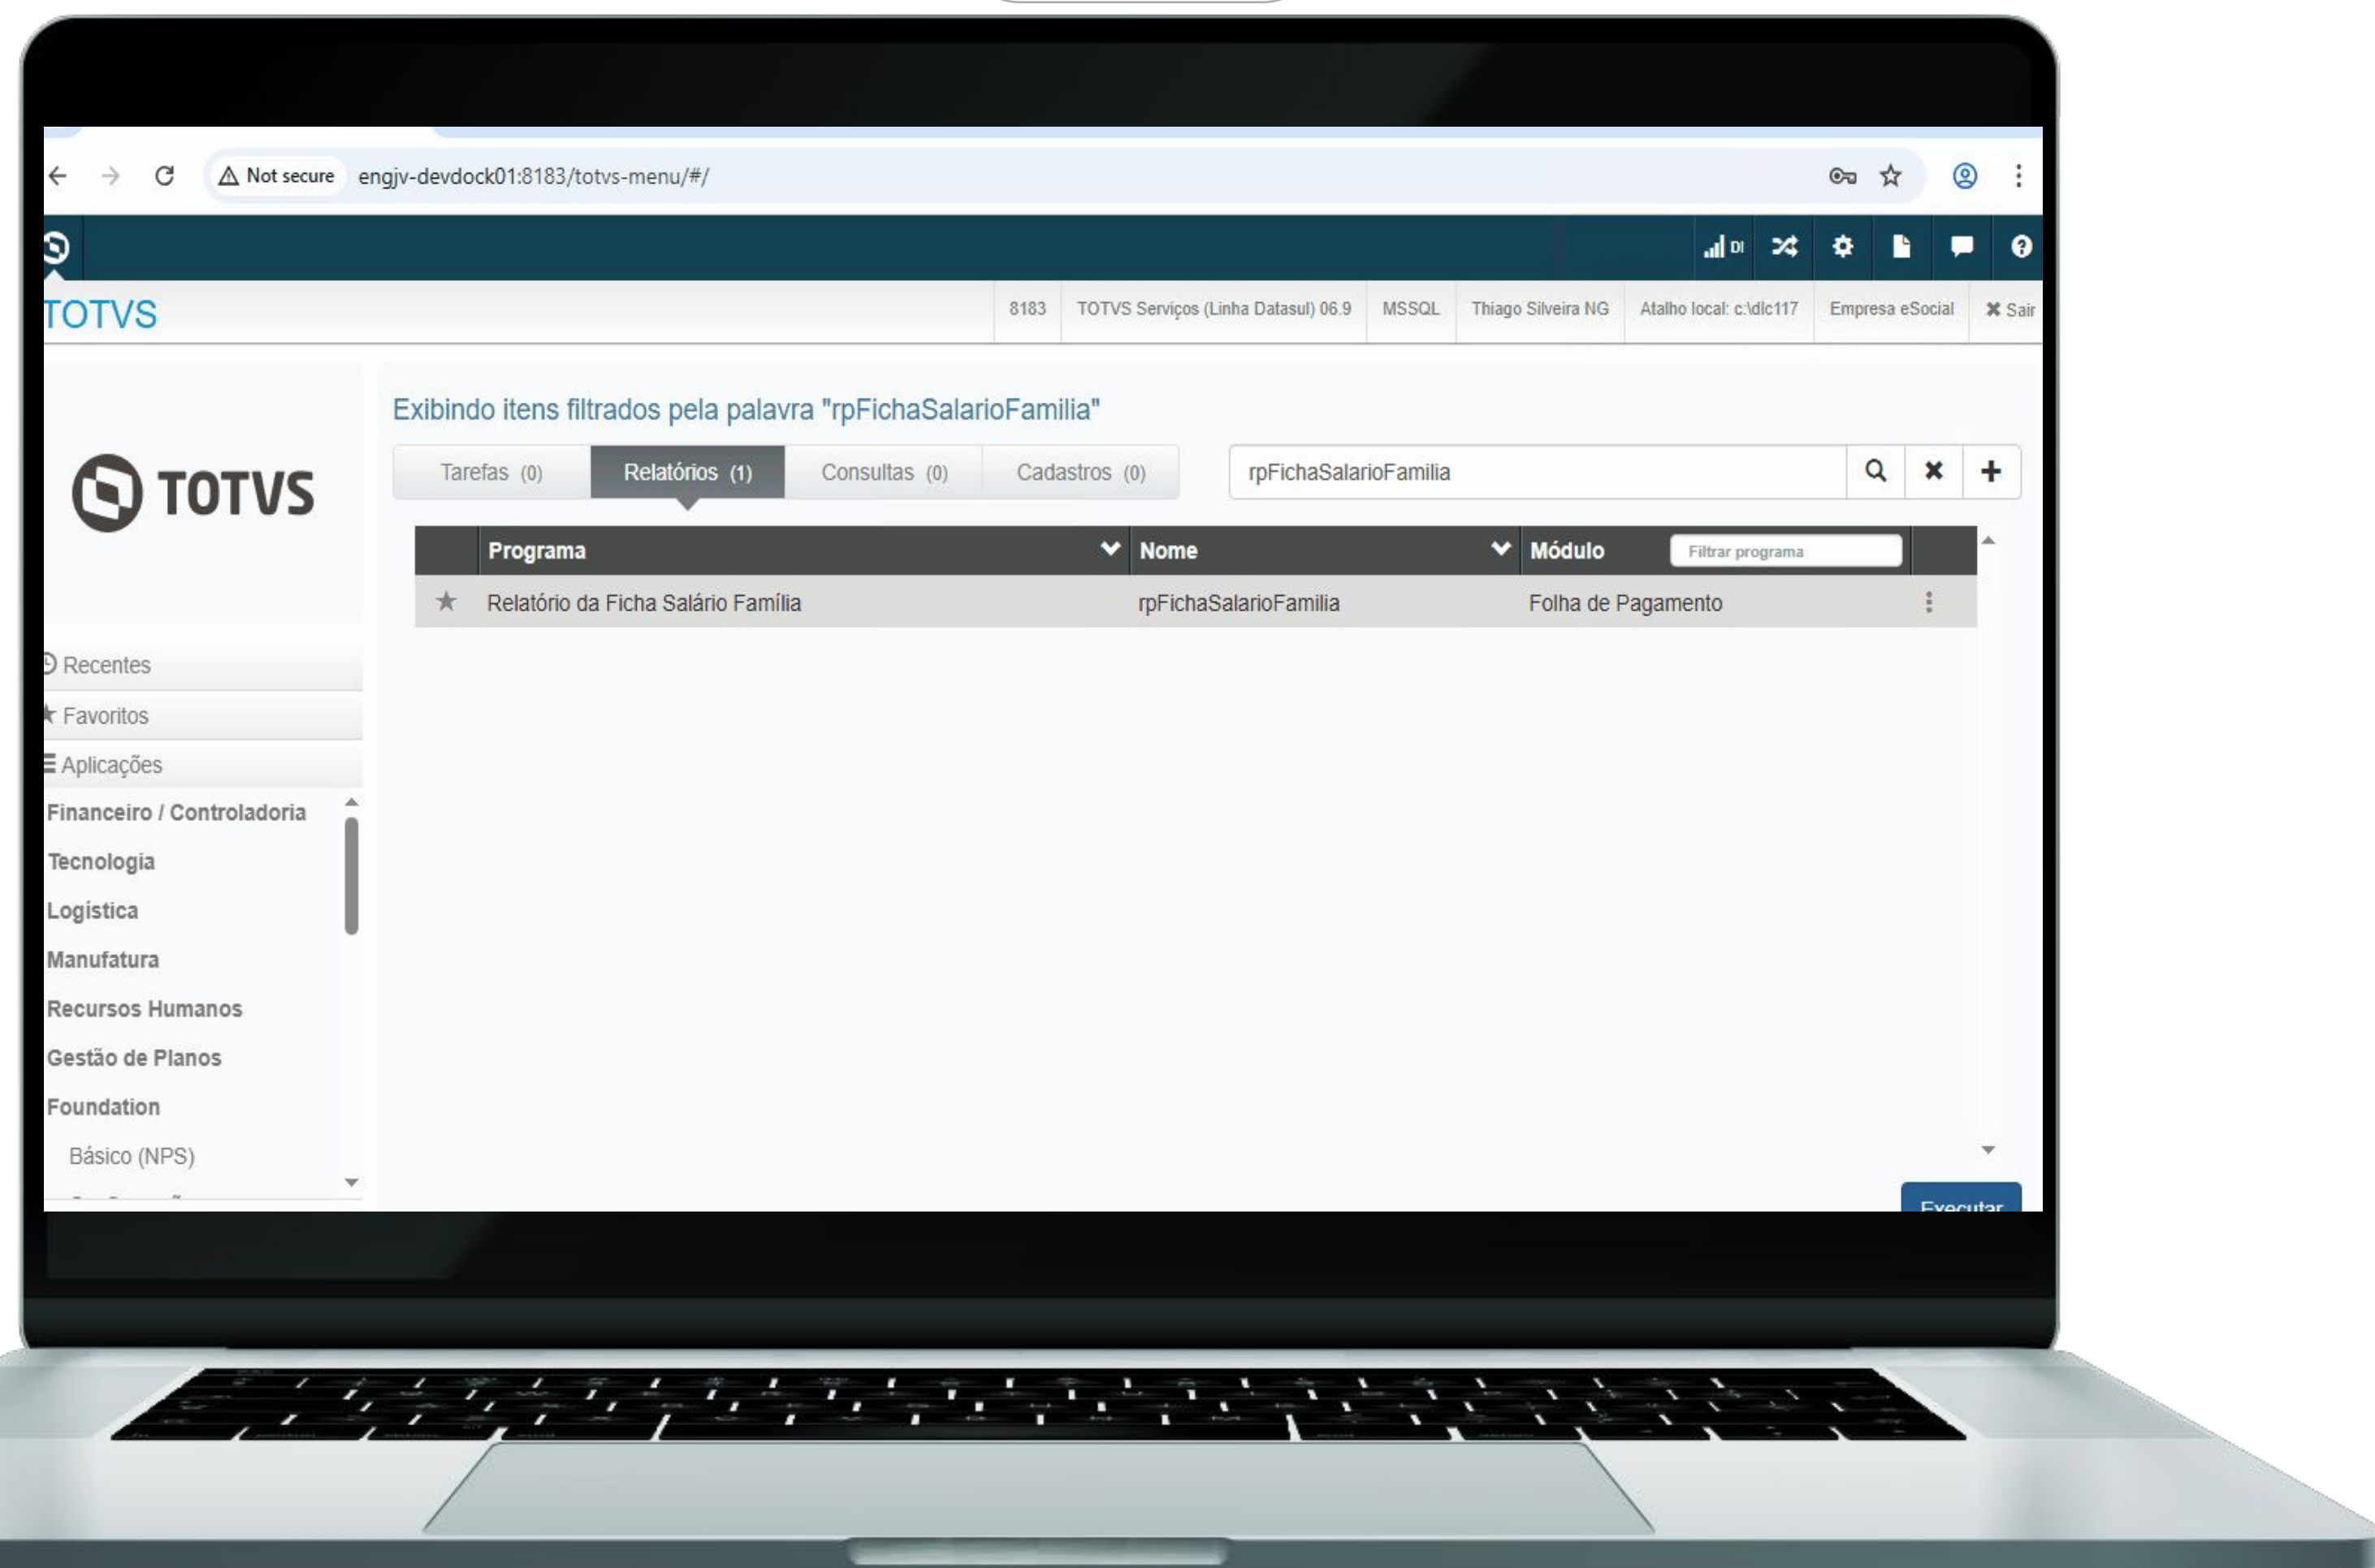 Not secure engjv-devdock01:8183/totvs-menu/#/
DI
TOTVS 8183 TOTVS Serviços (Linha Datasul) 06.9 MSSQL Thiago Silveira NG Atalho local: c:\dlc117 Empresa eSocial Sair
Exibindo itens filtrados pela palavra "rpFichaSalarioFamilia"
Tarefas (0) Relatórios (1) Consultas (0) Cadastros (0) rpFichaSalarioFamilia
TOTVS
Programa Nome Módulo Filtrar programa
Relatório da Ficha Salário Família rpFichaSalarioFamilia Folha de Pagamento
Recentes
Favoritos
Aplicações
Financeiro / Controladoria
Tecnologia
Logística
Manufatura
Recursos Humanos
Gestão de Planos
Foundation
Básico (NPS)
Executar